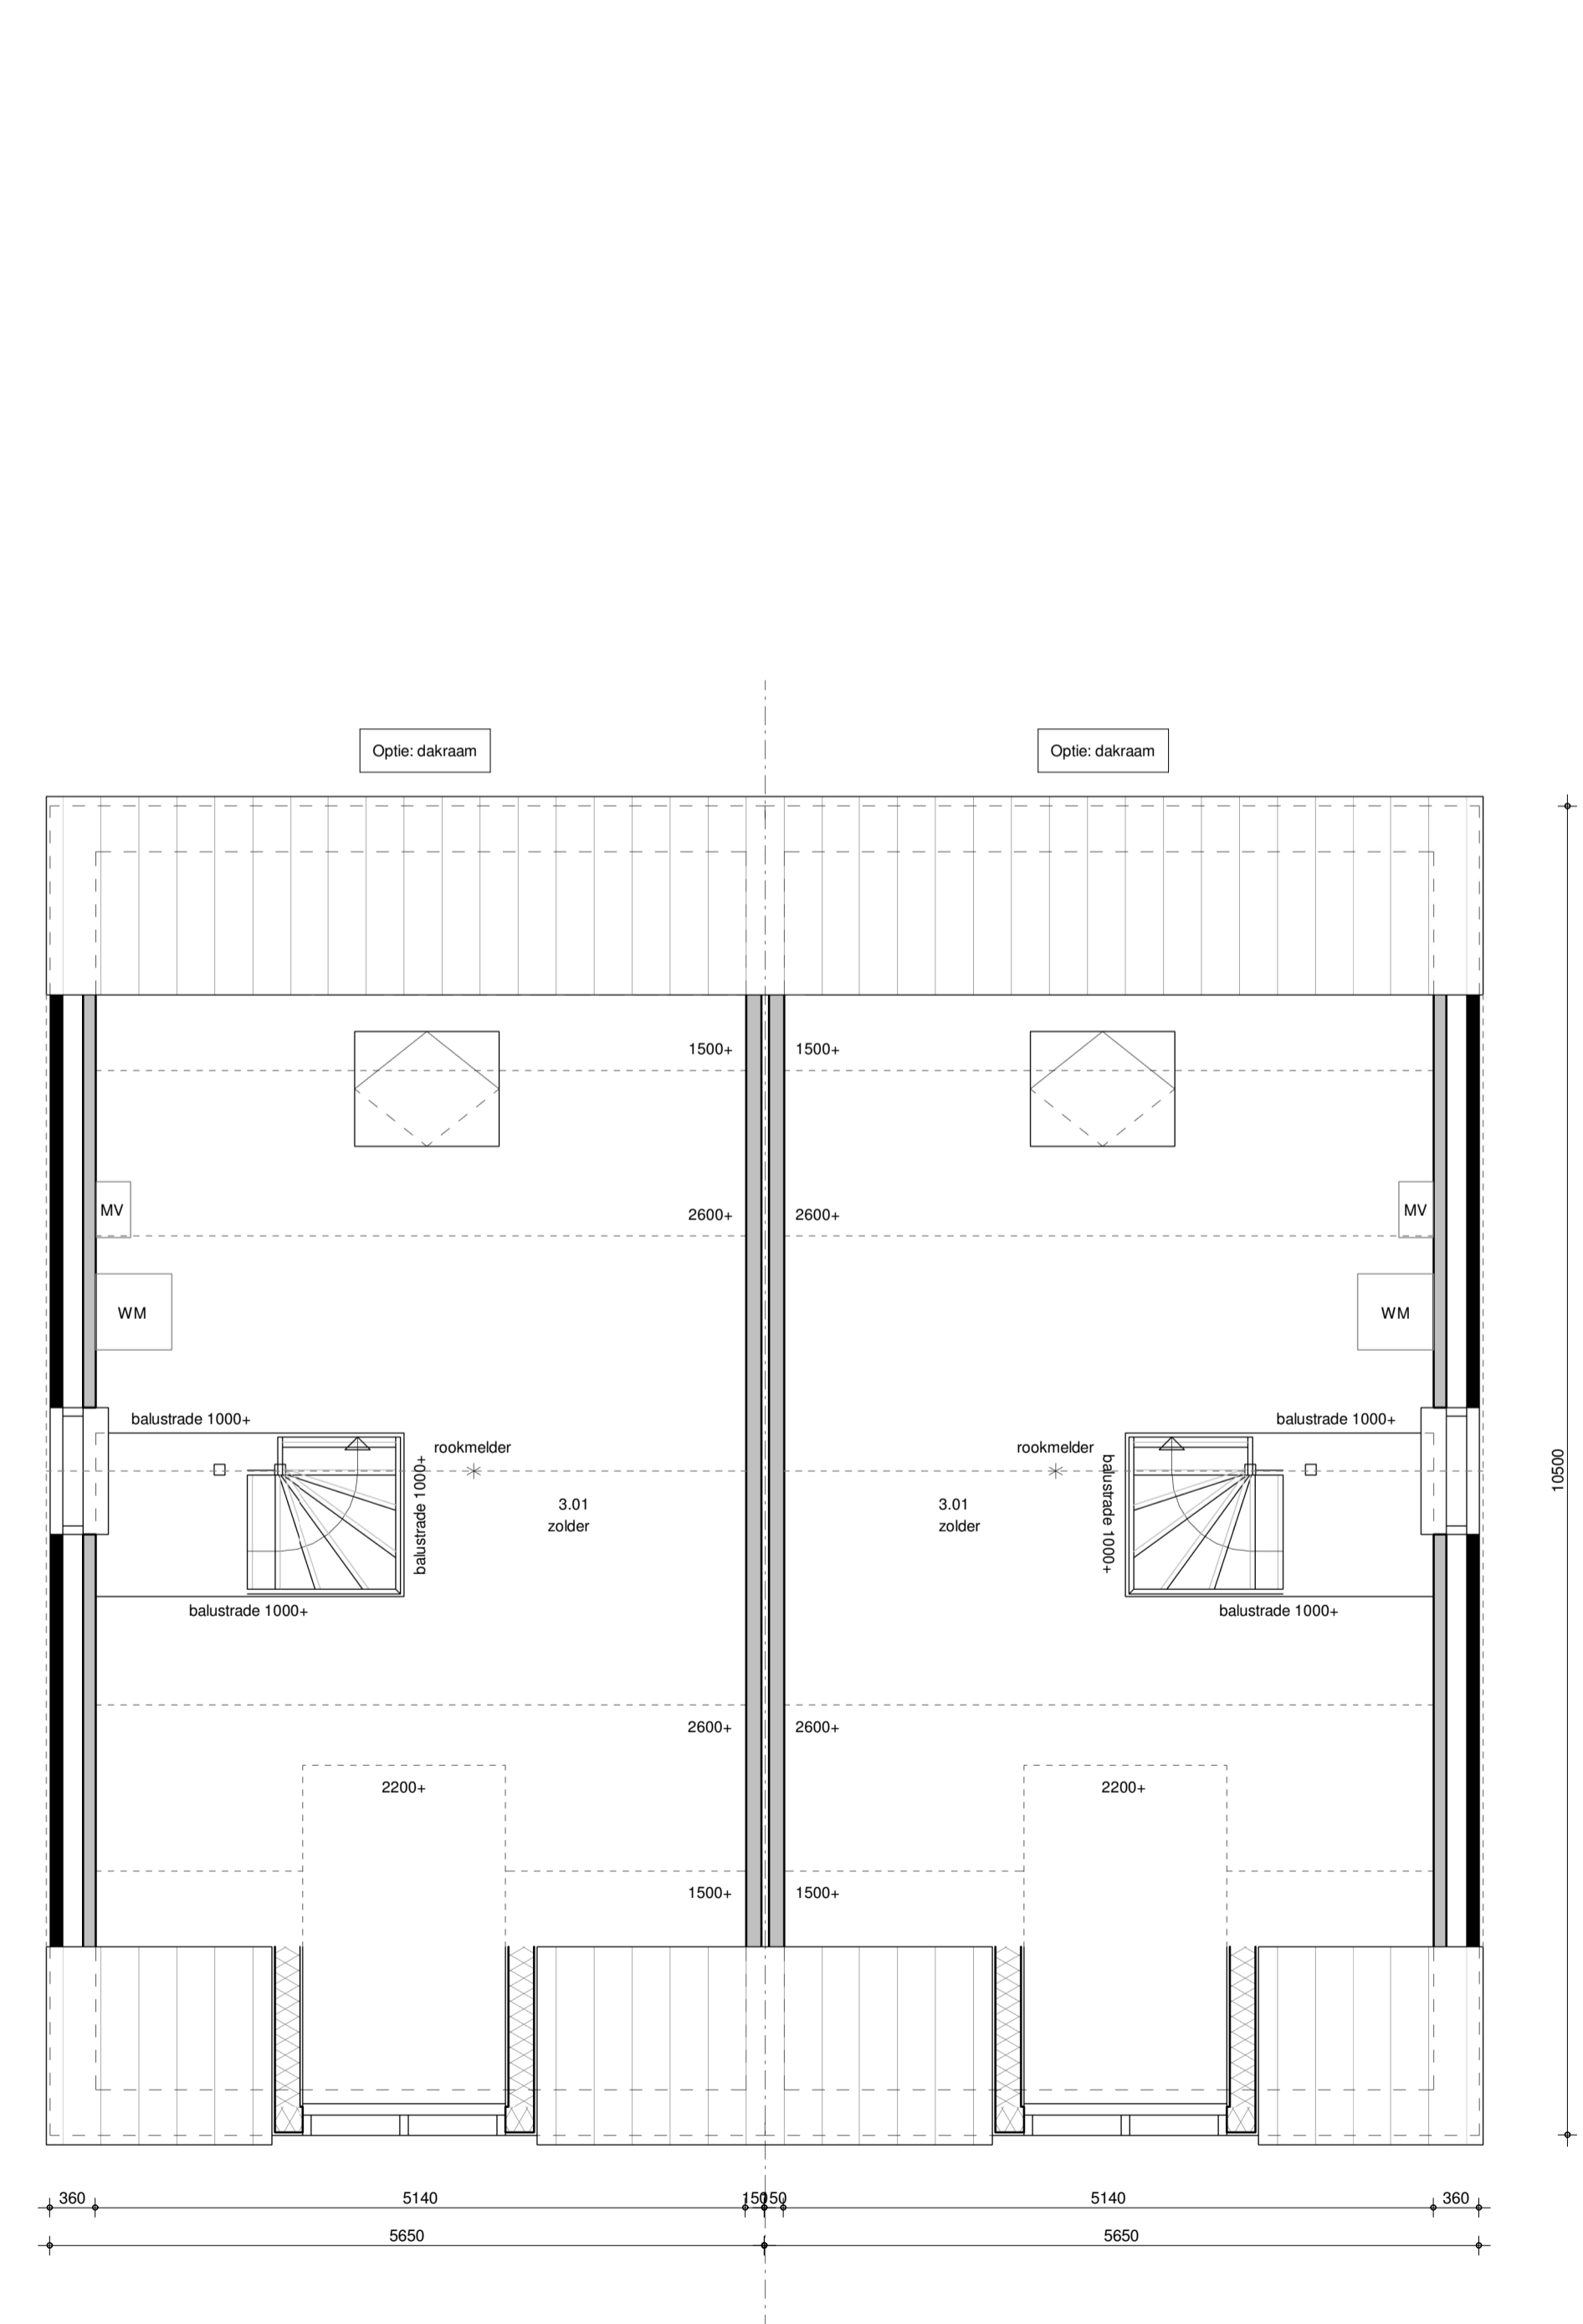 Optie: dakraam
Optie: dakraam
1500+
1500+
MV
2600+
2600+
MV
WM
WM
balustrade 1000+
balustrade 1000+
rookmelder
rookmelder
balustrade 1000+
balustrade 1000+
3.01
zolder
3.01
zolder
10500
balustrade 1000+
balustrade 1000+
2600+
2600+
2200+
2200+
1500+
1500+
360
5140
150
150
5140
360
5650
5650